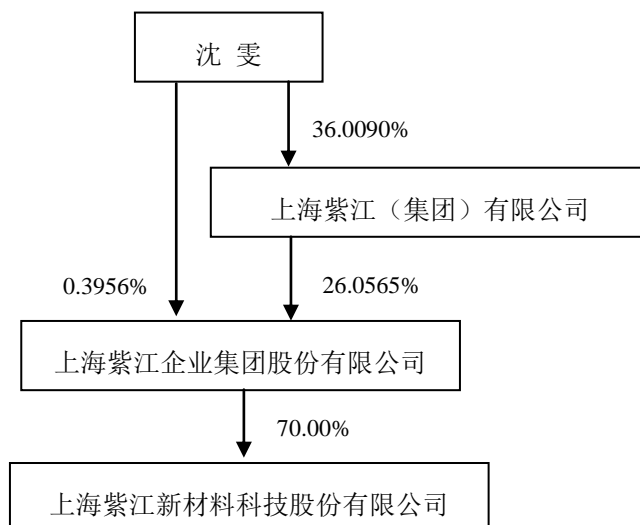 沈 雯
36.0090%
上海紫江（集团）有限公司
0.3956%
26.0565%
上海紫江企业集团股份有限公司
70.00%
上海紫江新材料科技股份有限公司